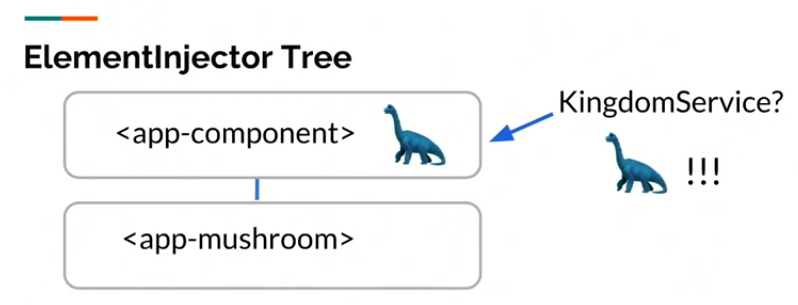 ElementInjector Tree
<app-component>
KingdomService?
!!!
<app-mushroom>